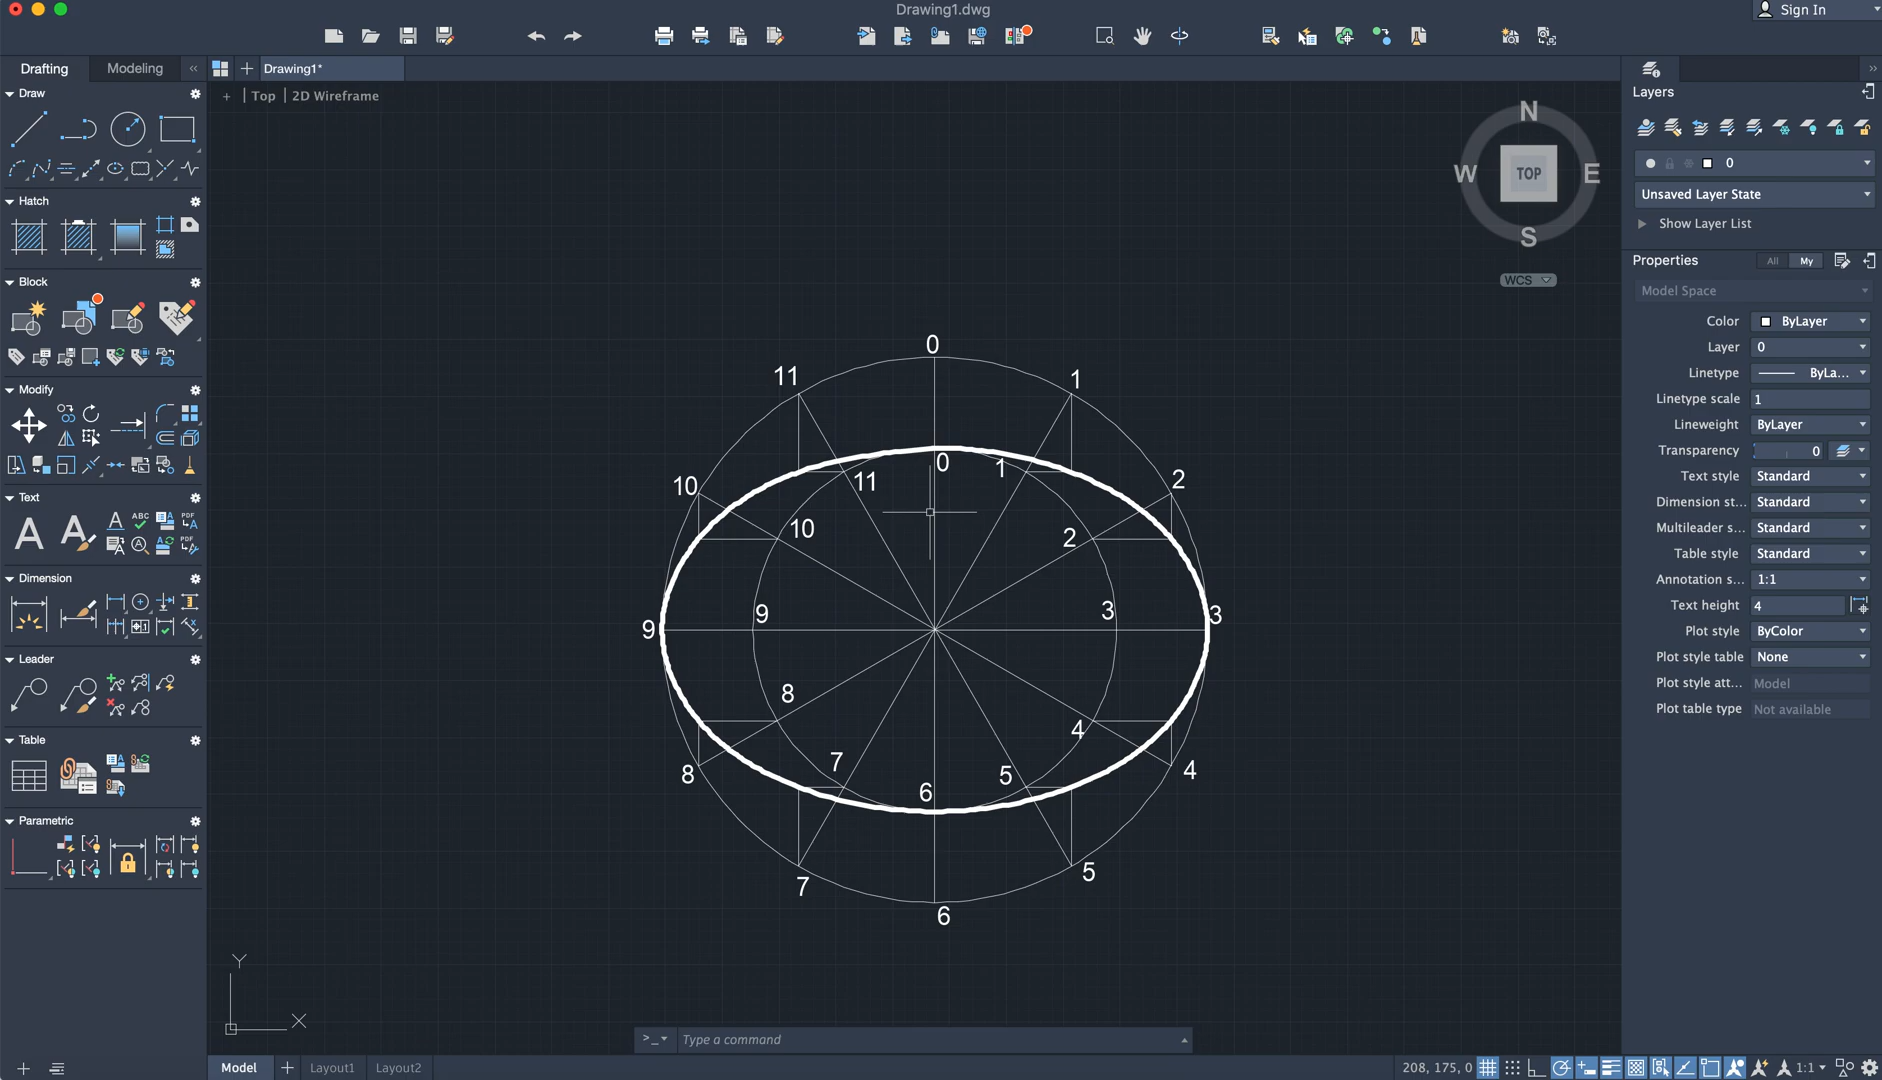 Drawing1.dwg
Sign In
Drafting
Modeling
Drawing1*
Draw
+ | Top | 2D Wireframe
Hatch
Block
Modify
Text
A
A
A
ABC
PDF
A
PDF
Dimension
Leader
Table
Parametric
N
W
TOP
E
S
WCS
0
11
1
10
2
0
1
11
10
2
9
3
9
3
8
4
8
4
7
5
6
7
5
6
Y
X
>_
Type a command
Model
Layout1
Layout2
208, 175, 0
1:1
Layers
0
Unsaved Layer State
Show Layer List
Properties
All
My
Model Space
Color ByLayer
Layer 0
Linetype ByLa...
Linetype scale 1
Lineweight ByLayer
Transparency 0
Text style Standard
Dimension st... Standard
Multileader s... Standard
Table style Standard
Annotation s... 1:1
Text height 4
Plot style ByColor
Plot style table None
Plot style att... Model
Plot table type Not available